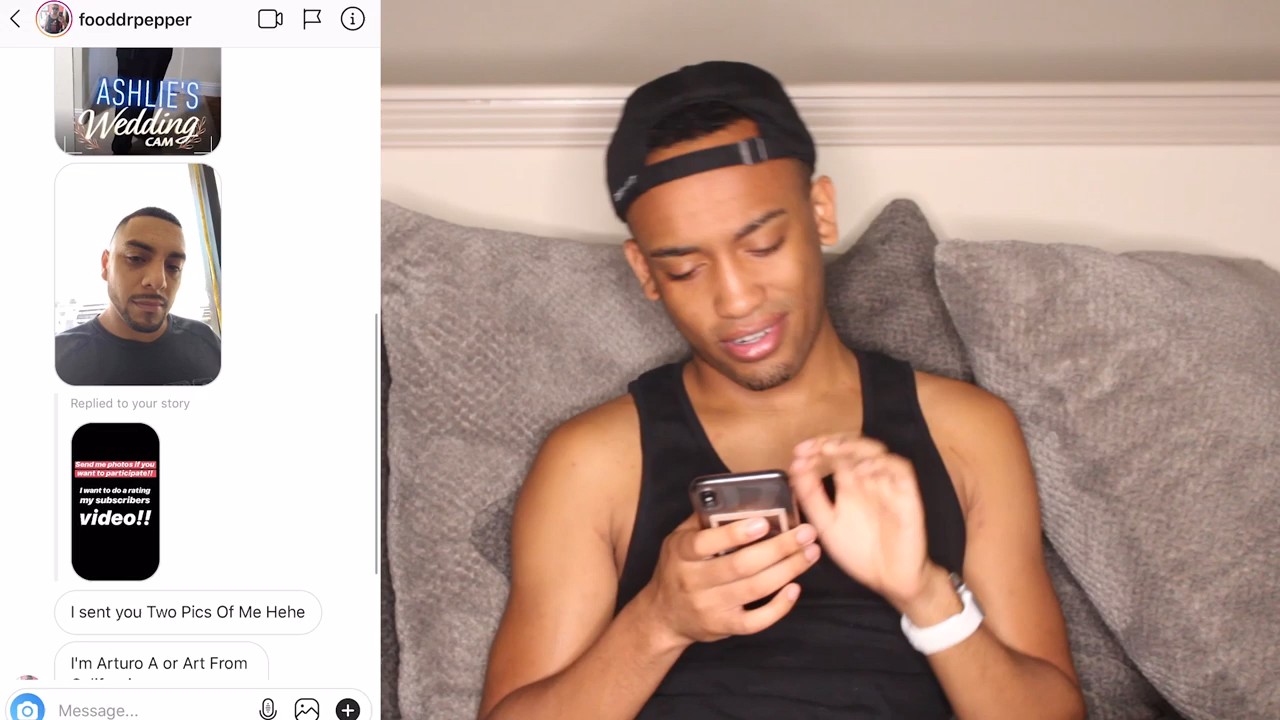 fooddrpepper
ASHLIE'S
Wedding
CAM
Replied to your story
Send me photos if you
want to participate!!
I want to do a rating
my subscribers
video!!
I sent you Two Pics Of Me Hehe
I'm Arturo A or Art From
Message...